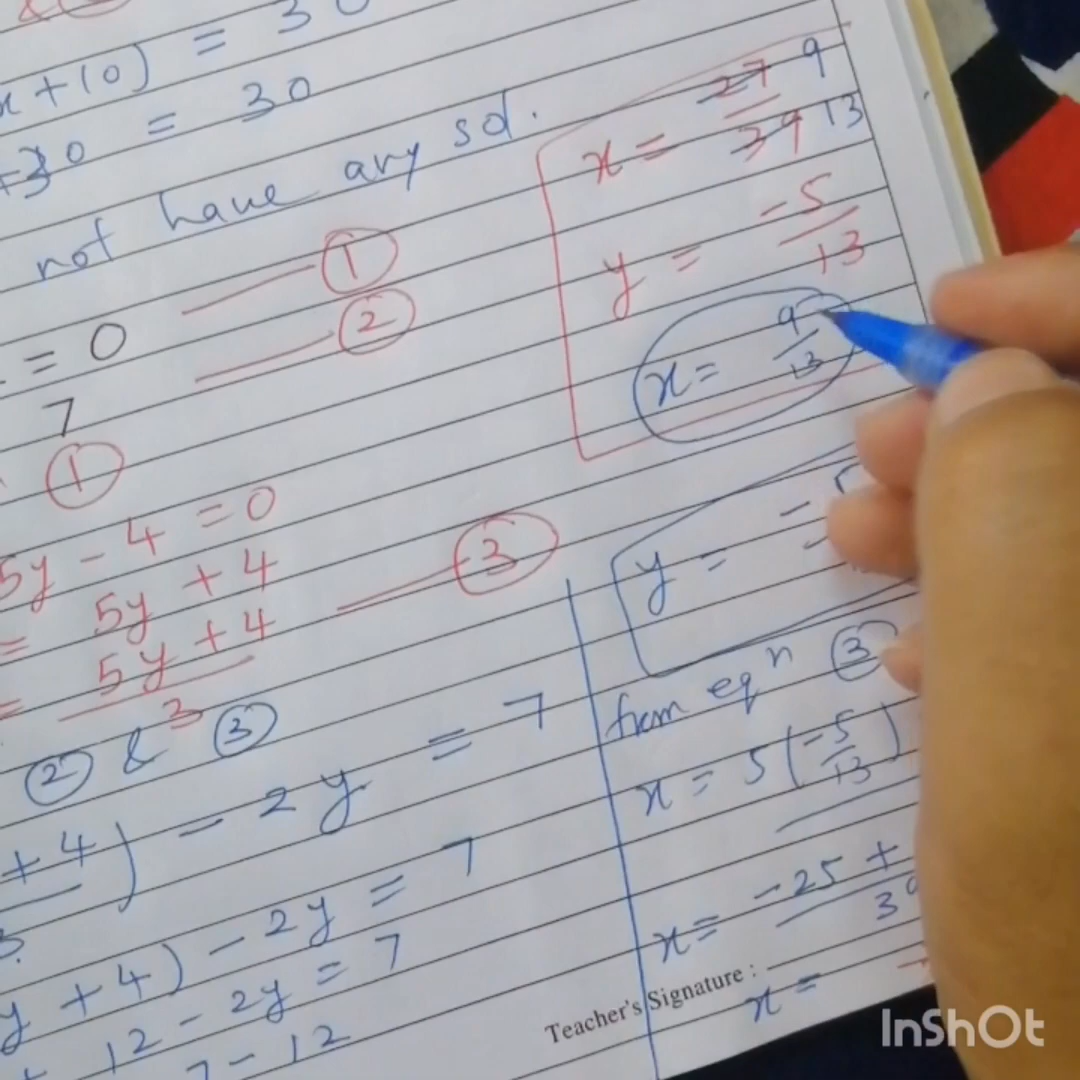 x + 10) = 30
+30 = 30
not have any sol.
= 0 ① 
7 ②
①
5y - 4 = 0
= 5y + 4
= 5y + 4 / 3 ③
② & ③
+ 4) - 2y = 7
3.
y + 4) - 2y = 7
12 - 2y = 7
7 - 12
x = 27/39 9/13
y = -5/13
x = 9/13
y = -
from eqn ③
x = 5(-5/13)
x = -25 +
x =
Teacher's Signature :
InShOt